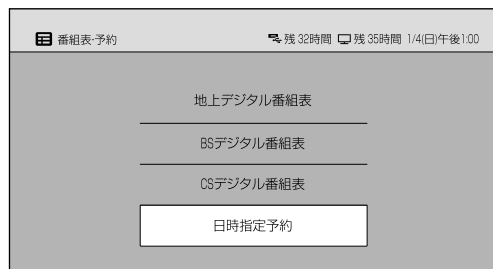 番組表・予約 残32時間 残35時間 1/4(日)午後1:00
地上デジタル番組表
BSデジタル番組表
CSデジタル番組表
日時指定予約